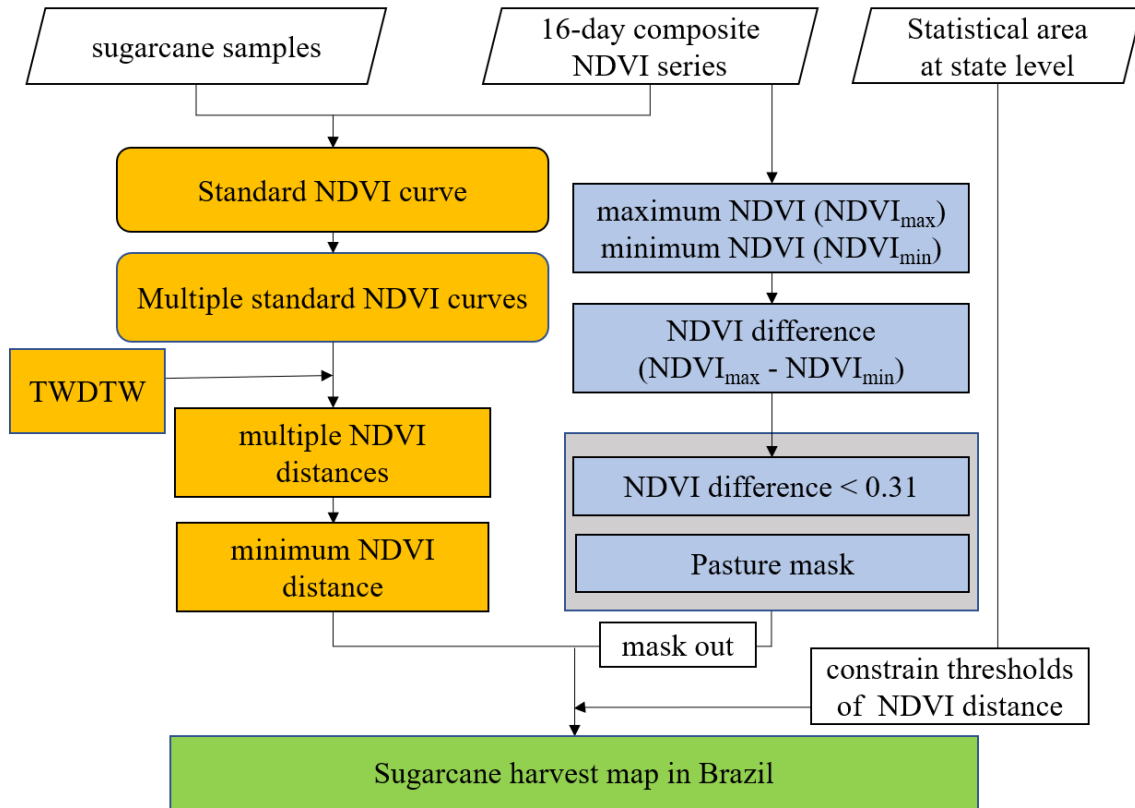 sugarcane samples
16-day composite
NDVI series
Statistical area
at state level
Standard NDVI curve
Multiple standard NDVI curves
TWDTW
multiple NDVI
distances
minimum NDVI
distance
maximum NDVI (NDVImax)
minimum NDVI (NDVImin)
NDVI difference
(NDVImax - NDVImin)
NDVI difference < 0.31
Pasture mask
mask out
constrain thresholds
of NDVI distance
Sugarcane harvest map in Brazil